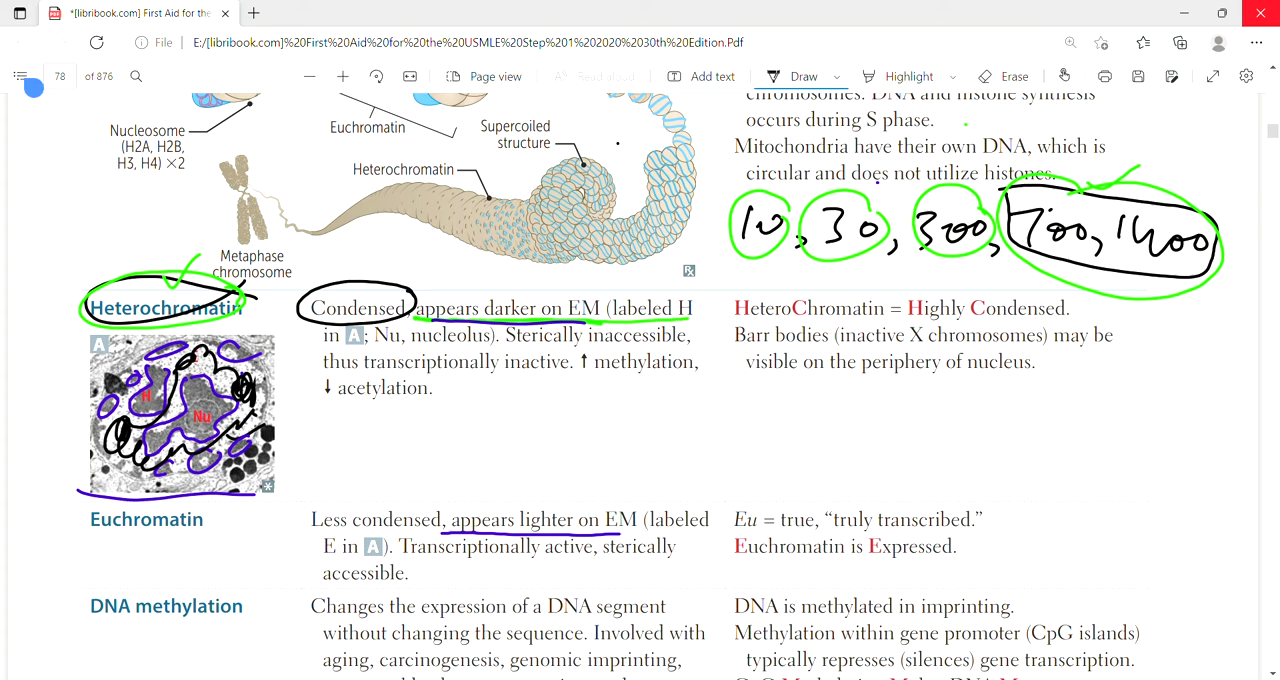 *[libribook.com] First Aid for the
File
E:/[libribook.com]%20First%20Aid%20for%20the%20USMLE%20Step%201%202020%2030th%20Edition.Pdf
78 of 876
Page view
Read aloud
Add text
Draw
Highlight
Erase
Nucleosome
(H2A, H2B,
H3, H4) ×2
Euchromatin
Supercoiled
structure
Heterochromatin
Metaphase
chromosome
chromosomes. DNA and histone synthesis
occurs during S phase.
Mitochondria have their own DNA, which is
circular and does not utilize histones.
10, 30, 300, 700, 1400
Heterochromatin
Condensed, appears darker on EM (labeled H
in A; Nu, nucleolus). Sterically inaccessible,
thus transcriptionally inactive. ↑ methylation,
↓ acetylation.
HeteroChromatin = Highly Condensed.
Barr bodies (inactive X chromosomes) may be
visible on the periphery of nucleus.
A
H
Nu
Euchromatin
Less condensed, appears lighter on EM (labeled
E in A). Transcriptionally active, sterically
accessible.
Eu = true, “truly transcribed.”
Euchromatin is Expressed.
DNA methylation
Changes the expression of a DNA segment
without changing the sequence. Involved with
aging, carcinogenesis, genomic imprinting,
DNA is methylated in imprinting.
Methylation within gene promoter (CpG islands)
typically represses (silences) gene transcription.